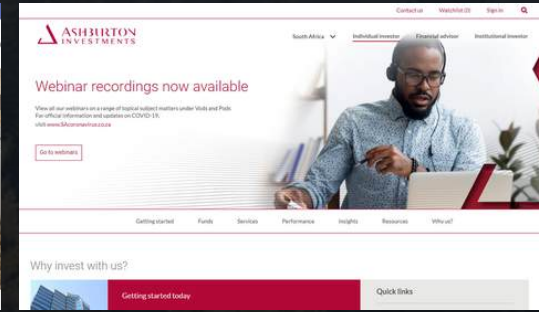 Contact us Watchlist (0) Sign in
ASHBURTON
INVESTMENTS
South Africa Individual investor Financial advisor Institutional investor
Webinar recordings now available
View all our webinars on a range of topical subject matters under Vods and Pods
For official information and updates on COVID-19,
visit www.SAcoronavirus.co.za
Go to webinars
Getting started Funds Services Performance Insights Resources Why us?
Why invest with us?
Getting started today
Quick links